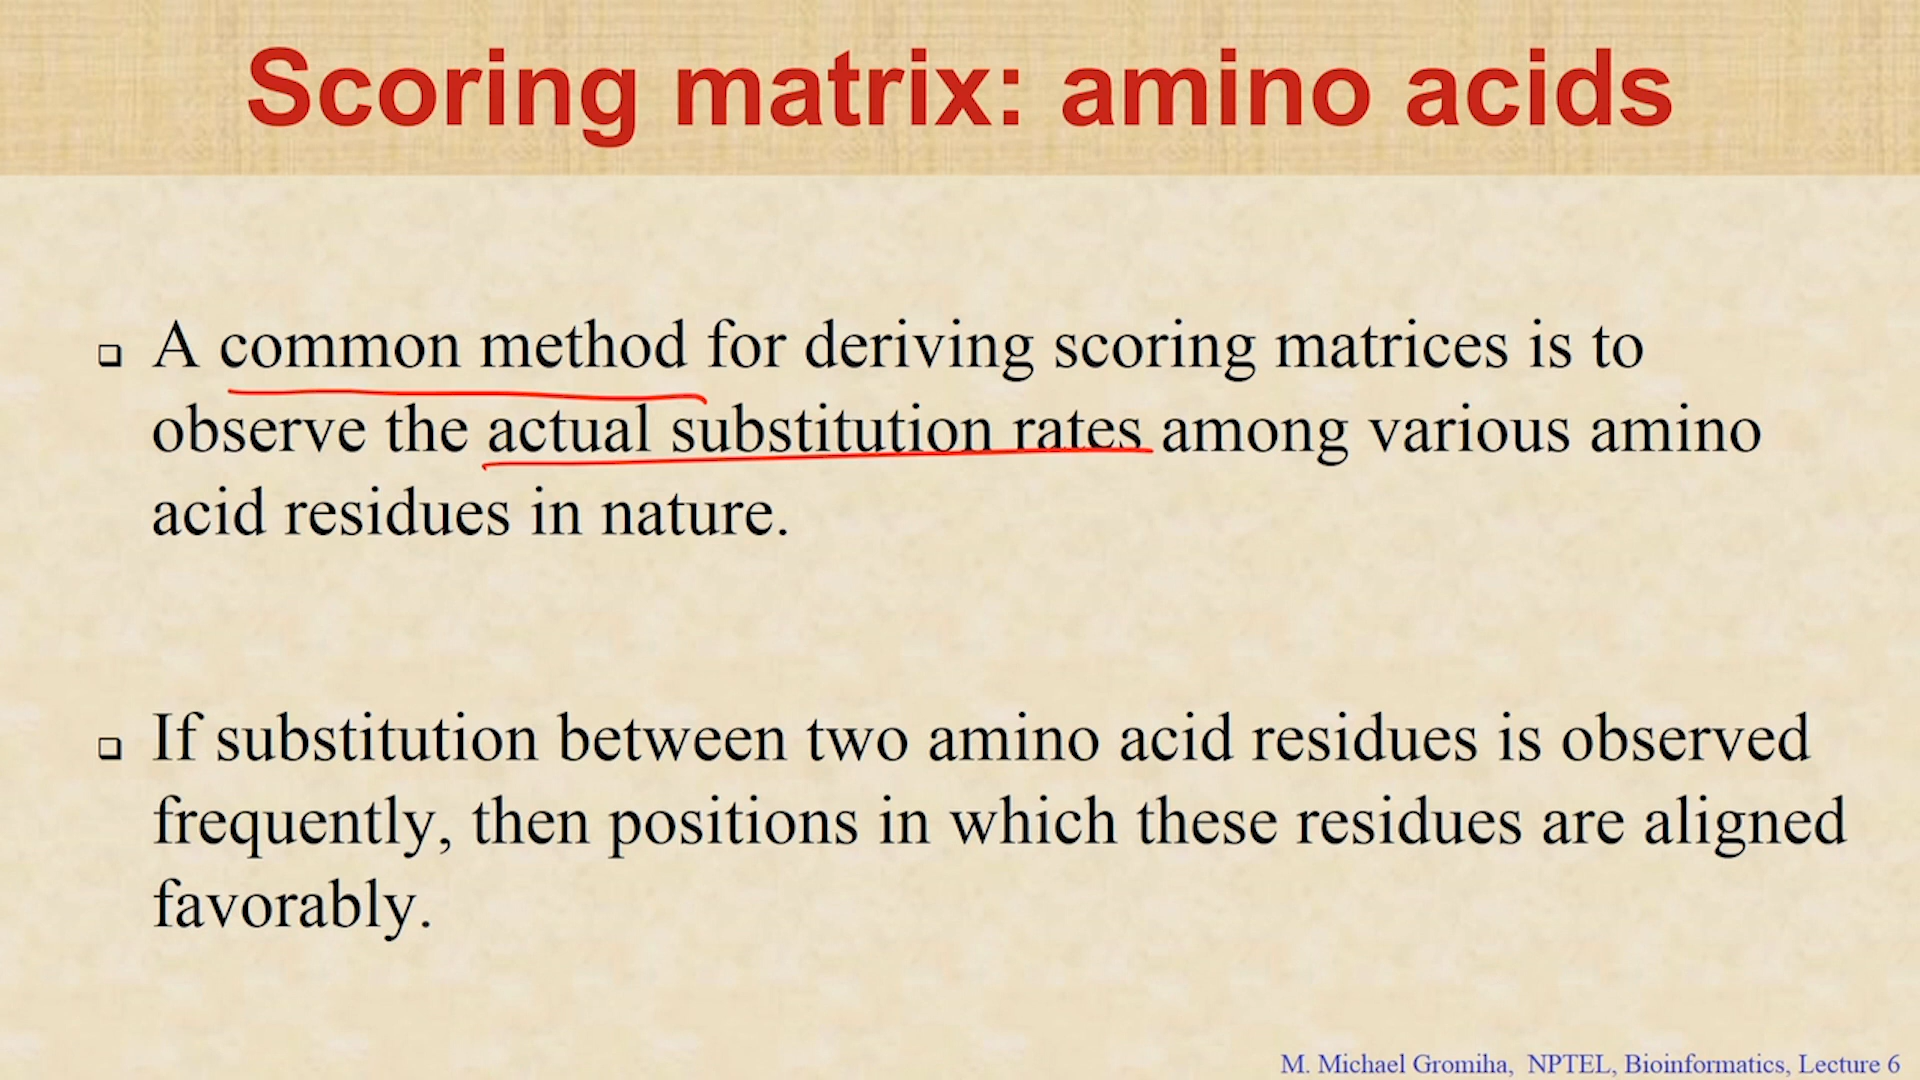 Scoring matrix: amino acids
A common method for deriving scoring matrices is to
observe the actual substitution rates among various amino
acid residues in nature.
If substitution between two amino acid residues is observed
frequently, then positions in which these residues are aligned
favorably.
M. Michael Gromiha, NPTEL, Bioinformatics, Lecture 6